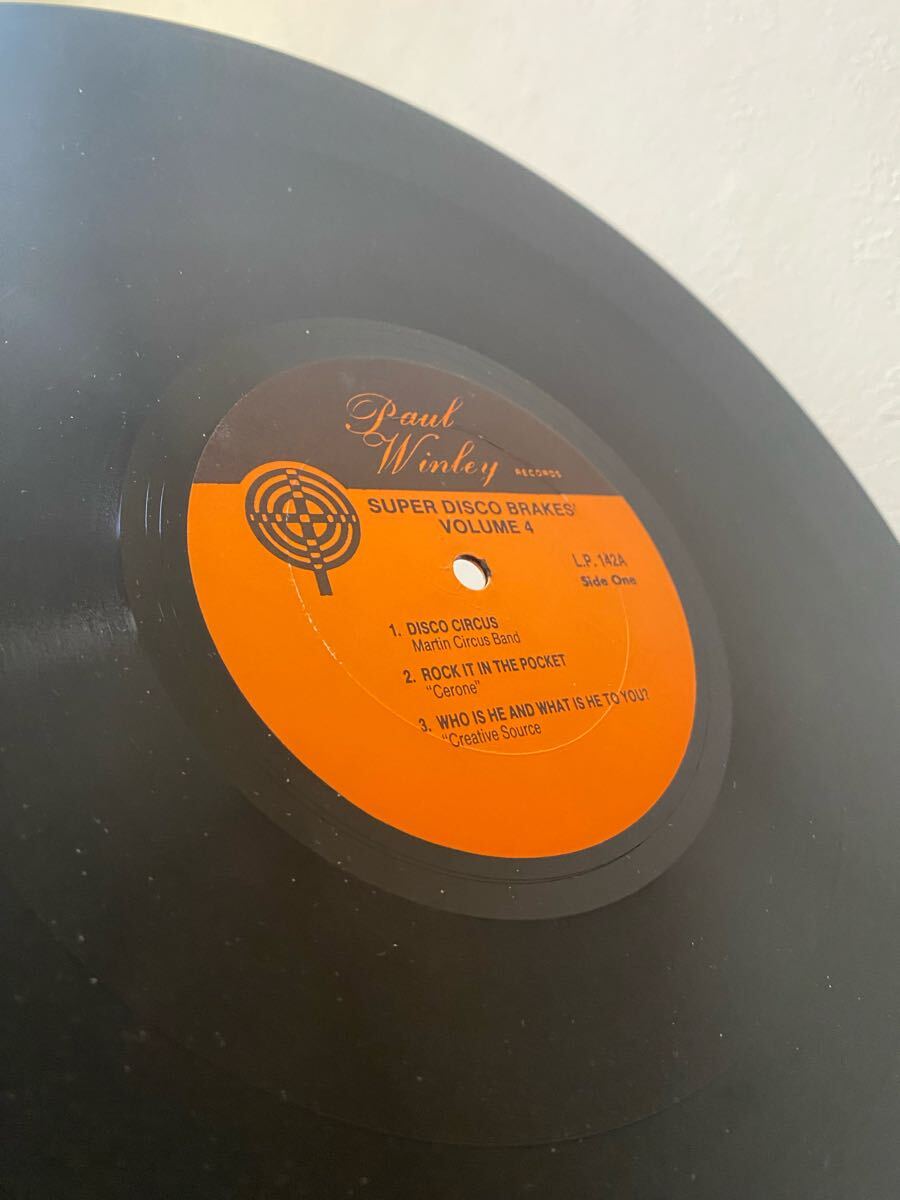 Paul
Winley RECORDS
SUPER DISCO BRAKES'
VOLUME 4
L.P. 142A
Side One
1. DISCO CIRCUS
Martin Circus Band
2. ROCK IT IN THE POCKET
"Cerone"
3. WHO IS HE AND WHAT IS HE TO YOU?
"Creative Source